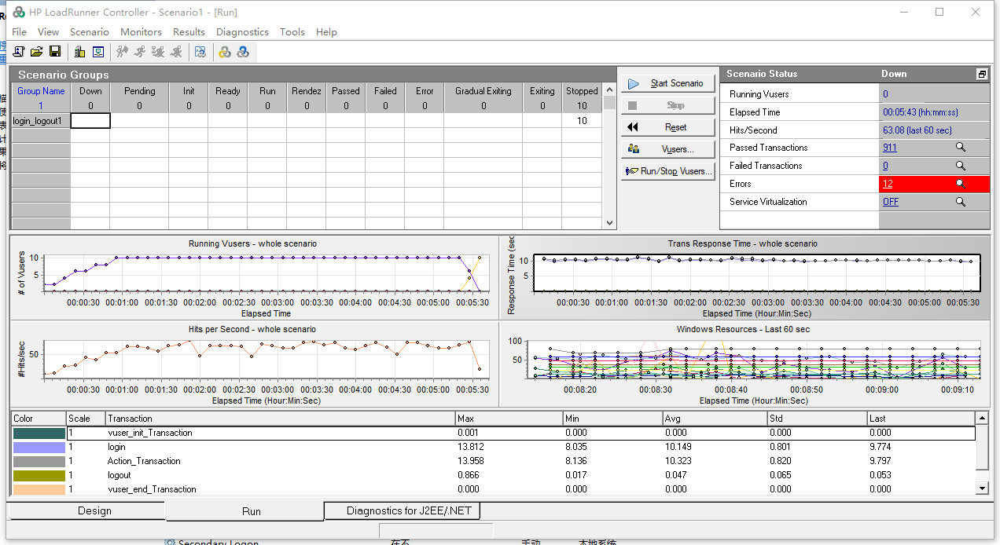 HP LoadRunner Controller - Scenario1 - [Run]
File View Scenario Monitors Results Diagnostics Tools Help
Scenario Groups
Group Name Down Pending Init Ready Run Rendez Passed Failed Error Gradual Exiting Exiting Stopped
1 0 0 0 0 0 0 0 0 0 0 0 10
login_logout1 10
Start Scenario
Stop
Reset
Vusers...
Run/Stop Vusers...
Scenario Status Down
Running Vusers 0
Elapsed Time 00:05:43 (hh:mm:ss)
Hits/Second 63.08 (last 60 sec)
Passed Transactions 911
Failed Transactions 0
Errors 12
Service Virtualization OFF
Running Vusers - whole scenario
# of Vusers
10
5
00:00:30 00:01:00 00:01:30 00:02:00 00:02:30 00:03:00 00:03:30 00:04:00 00:04:30 00:05:00 00:05:30
Elapsed Time
Trans Response Time - whole scenario
Response Time (sec
10
5
00:00:30 00:01:00 00:01:30 00:02:00 00:02:30 00:03:00 00:03:30 00:04:00 00:04:30 00:05:00 00:05:30
Elapsed Time (Hour:Min:Sec)
Hits per Second - whole scenario
#Hits/sec
50
00:00:30 00:01:00 00:01:30 00:02:00 00:02:30 00:03:00 00:03:30 00:04:00 00:04:30 00:05:00 00:05:30
Elapsed Time (Hour:Min:Sec)
Windows Resources - Last 60 sec
100
50
00:08:20 00:08:30 00:08:40 00:08:50 00:09:00 00:09:10
Elapsed Time (Hour:Min:Sec)
Color Scale Transaction Max Min Avg Std Last
1 vuser_init_Transaction 0.001 0.000 0.000 0.000 0.000
1 login 13.812 8.035 10.149 0.801 9.774
1 Action_Transaction 13.958 8.136 10.323 0.820 9.797
1 logout 0.866 0.017 0.047 0.065 0.053
1 vuser_end_Transaction 0.000 0.000 0.000 0.000 0.000
Design Run Diagnostics for J2EE/.NET
Secondary Logon 手动 本地系统